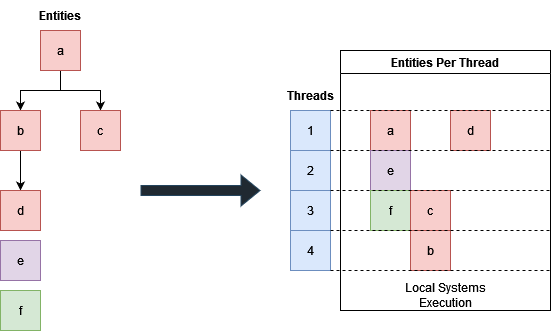 Entities
a
b
c
d
e
f
Entities Per Thread
Threads
1
a
d
2
e
3
f
c
4
b
Local Systems
Execution